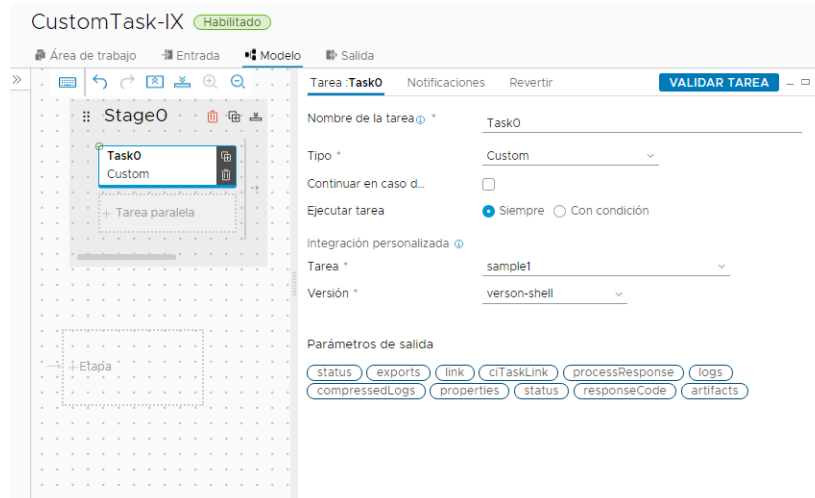 CustomTask-IX Habilitado
Área de trabajo Entrada Modelo Salida
Tarea :Task0 Notificaciones Revertir VALIDAR TAREA
Stage0
Task0
Custom
+ Tarea paralela
+ Etapa
Nombre de la tarea *
Task0
Tipo *
Custom
Continuar en caso d...
Ejecutar tarea
Siempre Con condición
Integración personalizada
Tarea *
sample1
Versión *
verson-shell
Parámetros de salida
status exports link ciTaskLink processResponse logs
compressedLogs properties status responseCode artifacts